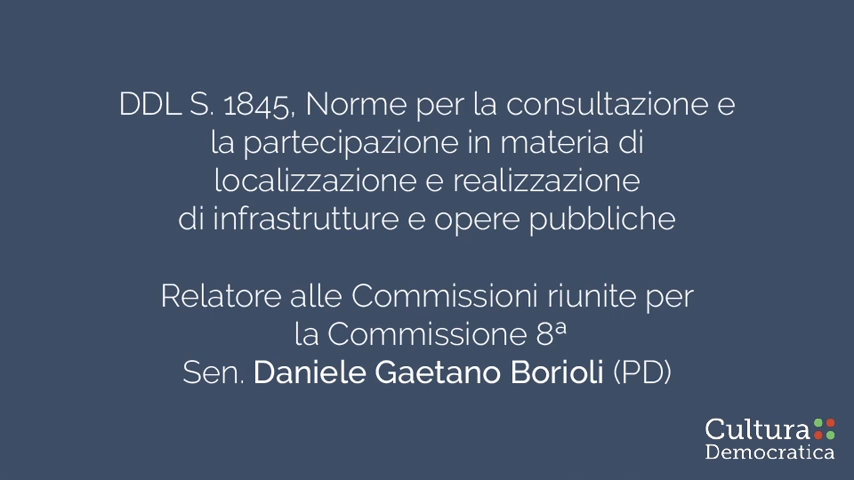 DDL S. 1845, Norme per la consultazione e
la partecipazione in materia di
localizzazione e realizzazione
di infrastrutture e opere pubbliche
Relatore alle Commissioni riunite per
la Commissione 8ª
Sen. Daniele Gaetano Borioli (PD)
Cultura
Democratica